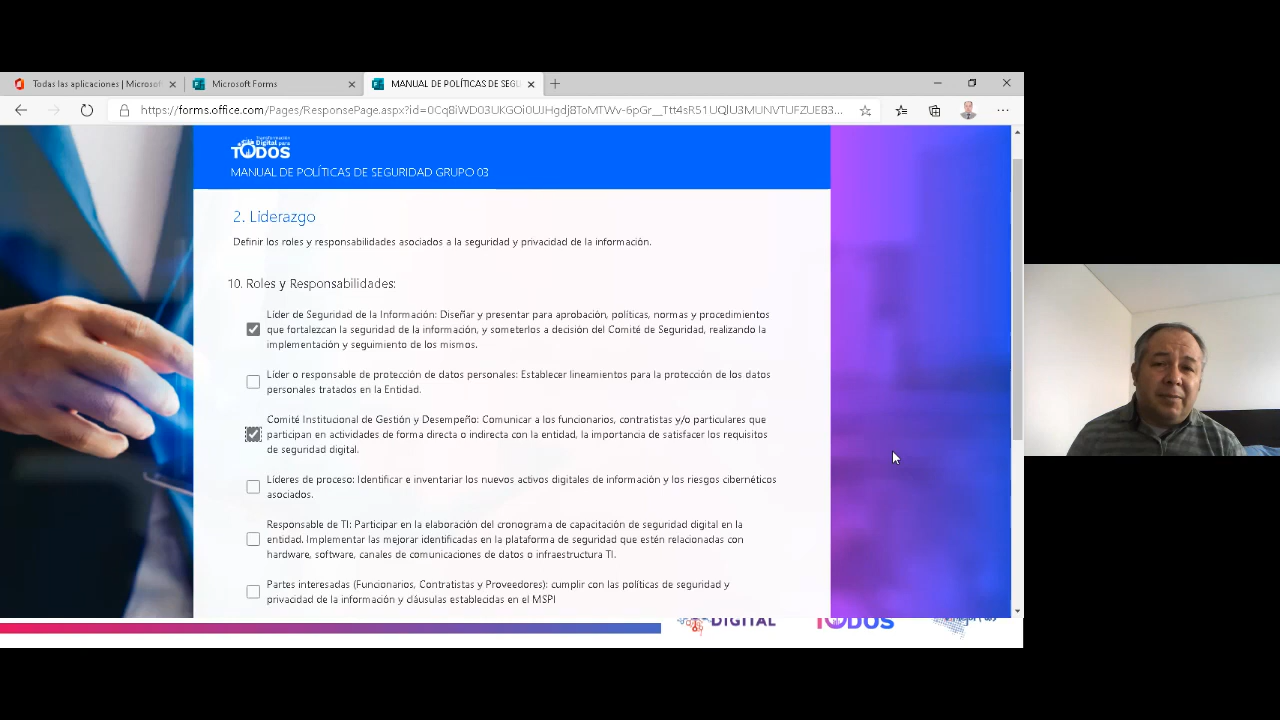 Todas las aplicaciones | Microsof
Microsoft Forms
MANUAL DE POLÍTICAS DE SEGU
https://forms.office.com/Pages/ResponsePage.aspx?
Transformación
Digital para
TODOS
MANUAL DE POLÍTICAS DE SEGURIDAD GRUPO 03
2. Liderazgo
Definir los roles y responsabilidades asociados a la seguridad y privacidad de la información.
10. Roles y Responsabilidades:
Líder de Seguridad de la Información: Diseñar y presentar para aprobación, políticas, normas y procedimientos
que fortalezcan la seguridad de la información, y someterlos a decisión del Comité de Seguridad, realizando la
implementación y seguimiento de los mismos.
Líder o responsable de protección de datos personales: Establecer lineamientos para la protección de los datos
personales tratados en la Entidad.
Comité Institucional de Gestión y Desempeño: Comunicar a los funcionarios, contratistas y/o particulares que
participan en actividades de forma directa o indirecta con la entidad, la importancia de satisfacer los requisitos
de seguridad digital.
Líderes de proceso: Identificar e inventariar los nuevos activos digitales de información y los riesgos cibernéticos
asociados.
Responsable de TI: Participar en la elaboración del cronograma de capacitación de seguridad digital en la
entidad. Implementar las mejorar identificadas en la plataforma de seguridad que estén relacionadas con
hardware, software, canales de comunicaciones de datos o infraestructura TI.
Partes interesadas (Funcionarios, Contratistas y Proveedores): cumplir con las políticas de seguridad y
privacidad de la información y cláusulas establecidas en el MSPI
DIGITAL
TODOS